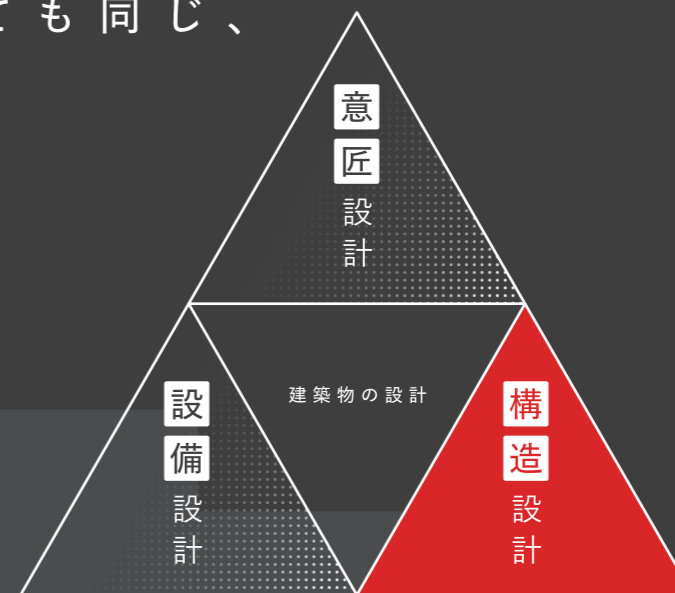 ても同じ、
意匠設計
建築物の設計
設備設計
構造設計